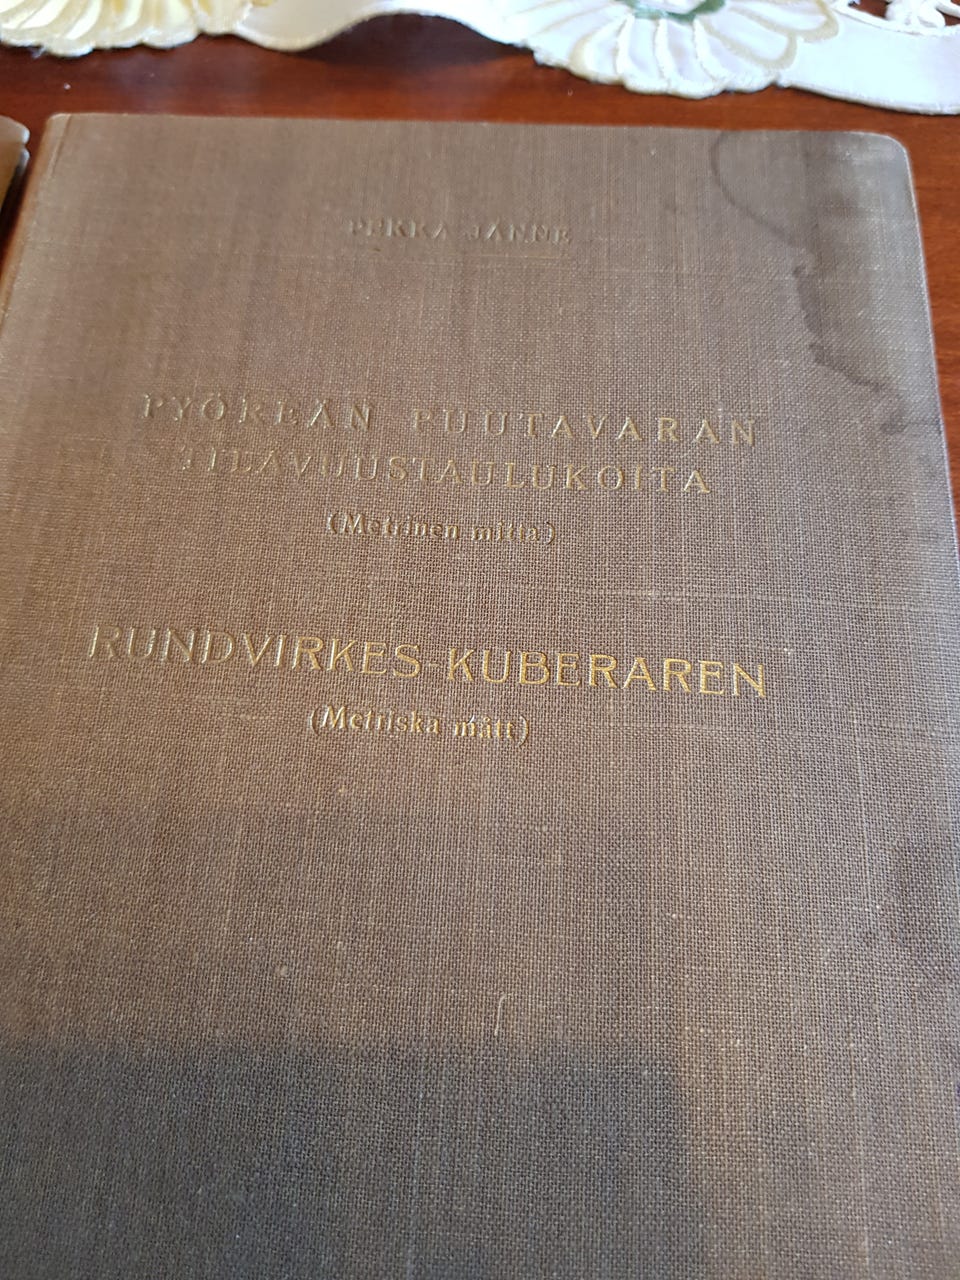 PEKKA JÄNNE
PYÖREÄN PUUTAVARAN
TILAVUUSTAULUKOITA
(Metrinen mitta)
RUNDVIRKES-KUBERAREN
(Metriska mått)